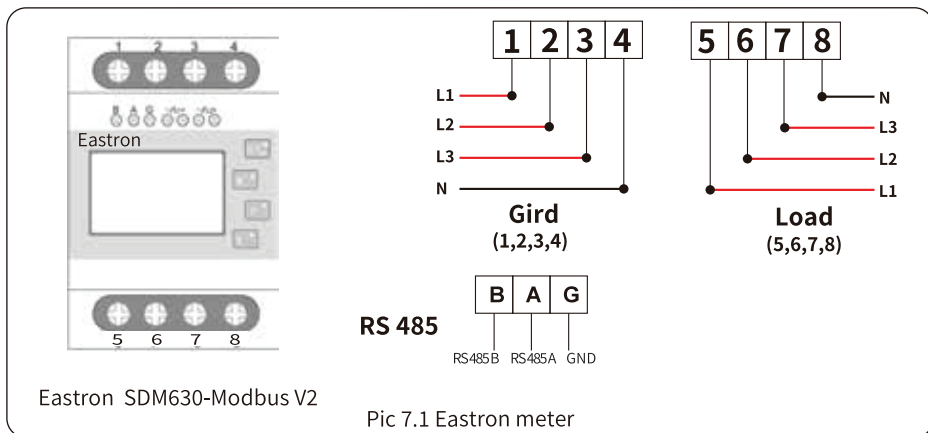 1 2 3 4
B A G
Eastron
5 6 7 8
Eastron SDM630-Modbus V2
1 2 3 4
L1
L2
L3
N
Gird
(1,2,3,4)
5 6 7 8
N
L3
L2
L1
Load
(5,6,7,8)
RS 485
B A G
RS485B RS485A GND
Pic 7.1 Eastron meter